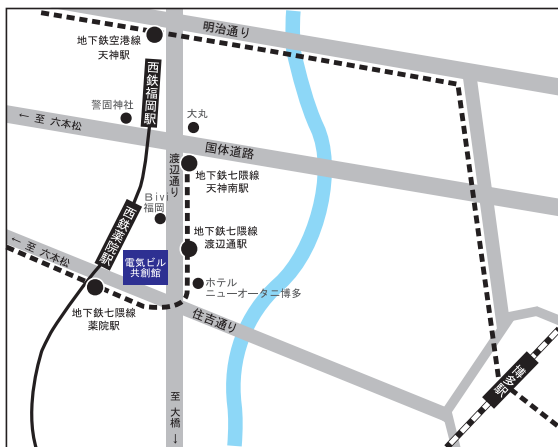 明治通り
地下鉄空港線
天神駅
西鉄福岡駅
警固神社
大丸
← 至 六本松
国体道路
渡辺通り
地下鉄七隈線
天神南駅
Bivi
福岡
西鉄薬院駅
地下鉄七隈線
渡辺通駅
← 至 六本松
電気ビル
共創館
ホテル
ニューオータニ博多
地下鉄七隈線
薬院駅
住吉通り
博多駅
至 大橋 ↓